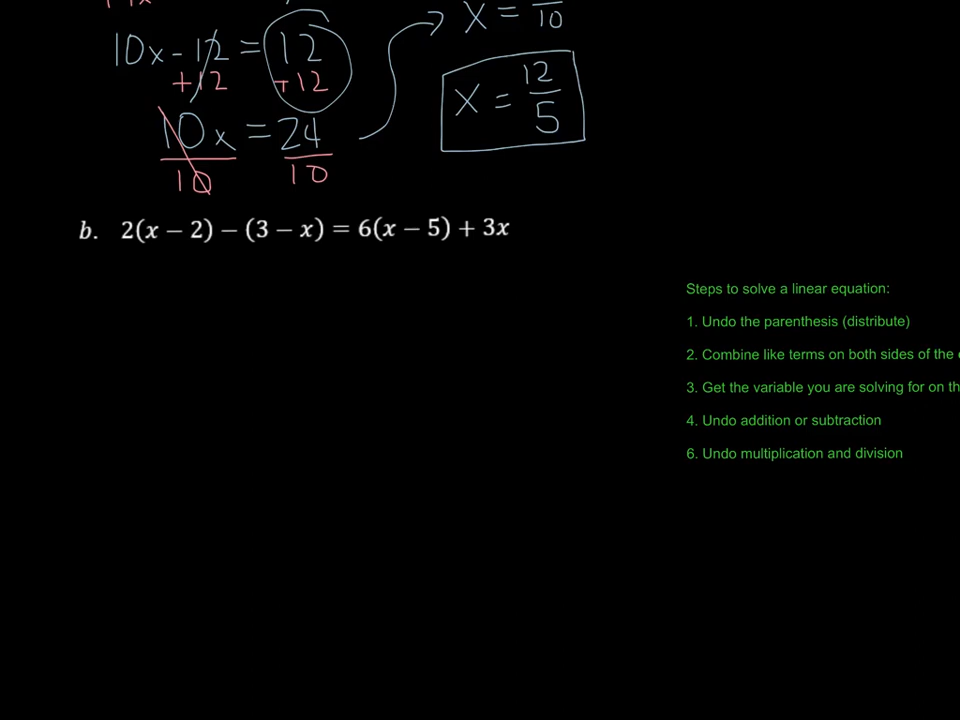 x = 10
10x - 12 = 12
+12 +12
x = 12/5
10x = 24
10 10
b. 2(x − 2) − (3 − x) = 6(x − 5) + 3x
Steps to solve a linear equation:
1. Undo the parenthesis (distribute)
2. Combine like terms on both sides of the
3. Get the variable you are solving for on
4. Undo addition or subtraction
6. Undo multiplication and division